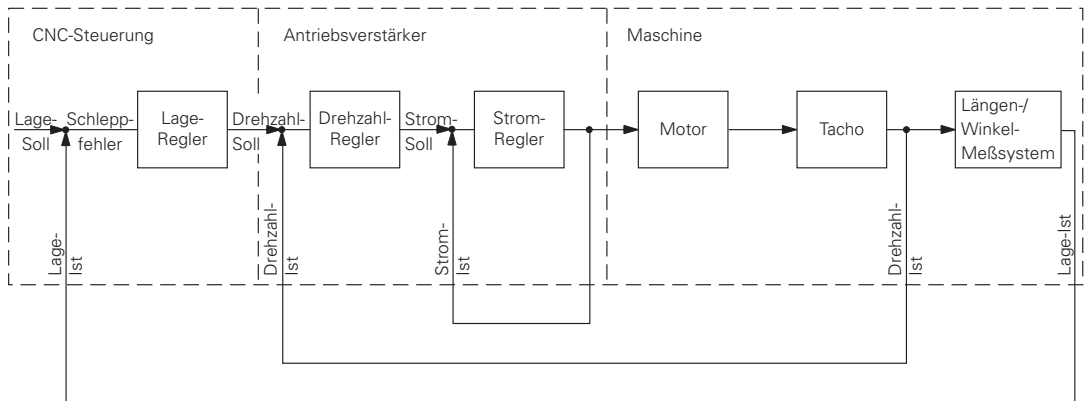 CNC-Steuerung
Antriebsverstärker
Maschine
Lage-
Soll
Schlepp-
fehler
Lage-
Regler
Drehzahl-
Soll
Drehzahl-
Regler
Strom-
Soll
Strom-
Regler
Motor
Tacho
Längen-/
Winkel-
Meßsystem
Lage-
Ist
Drehzahl-
Ist
Strom-
Ist
Drehzahl-
Ist
Lage-Ist